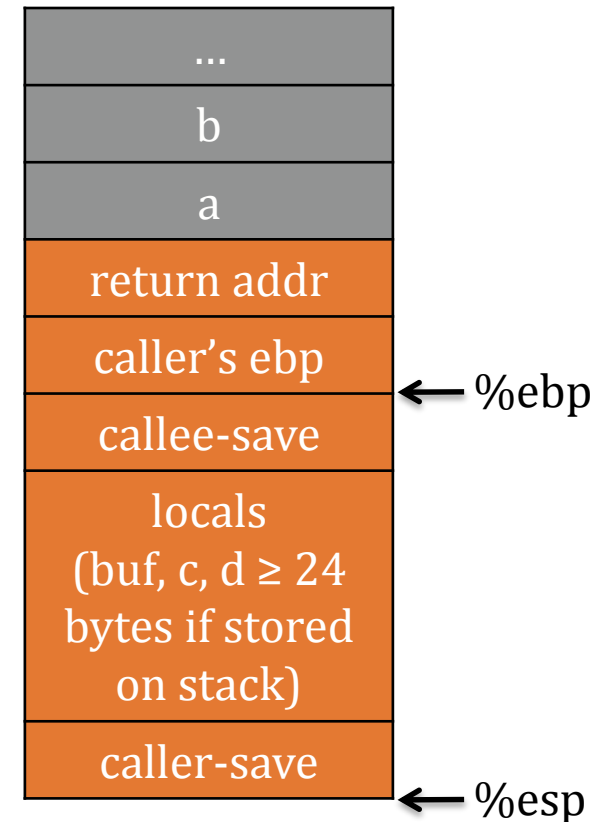 ...
b
a
return addr
caller's ebp
%ebp
callee-save
locals
(buf, c, d ≥ 24
bytes if stored
on stack)
caller-save
%esp